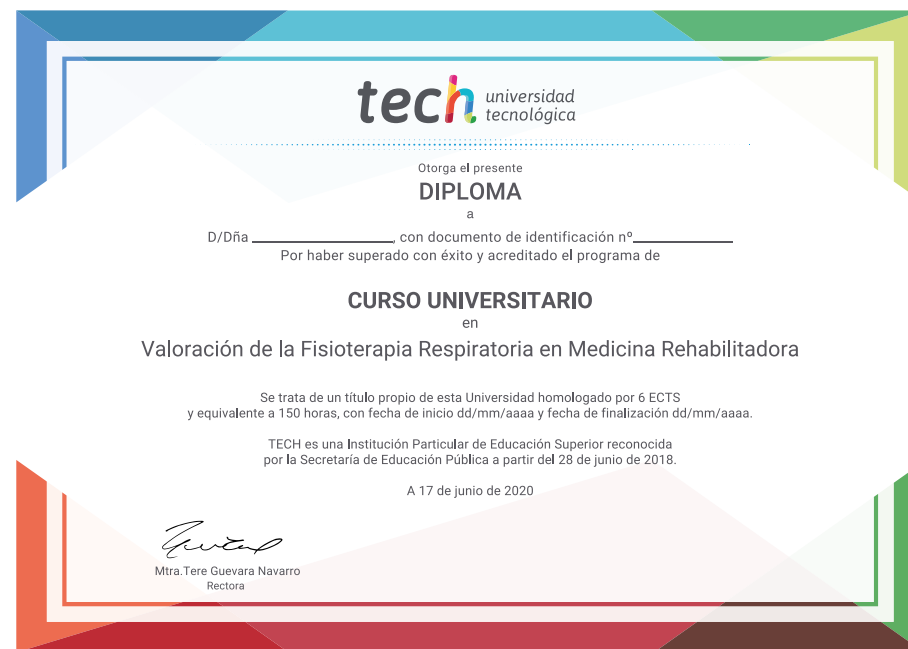 tech universidad
tecnológica
Otorga el presente
DIPLOMA
a
D/Dña ____________________, con documento de identificación nº______________
Por haber superado con éxito y acreditado el programa de
CURSO UNIVERSITARIO
en
Valoración de la Fisioterapia Respiratoria en Medicina Rehabilitadora
Se trata de un título propio de esta Universidad homologado por 6 ECTS
y equivalente a 150 horas, con fecha de inicio dd/mm/aaaa y fecha de finalización dd/mm/aaaa.
TECH es una Institución Particular de Educación Superior reconocida
por la Secretaría de Educación Pública a partir del 28 de junio de 2018.
A 17 de junio de 2020
Mtra.Tere Guevara Navarro
Rectora